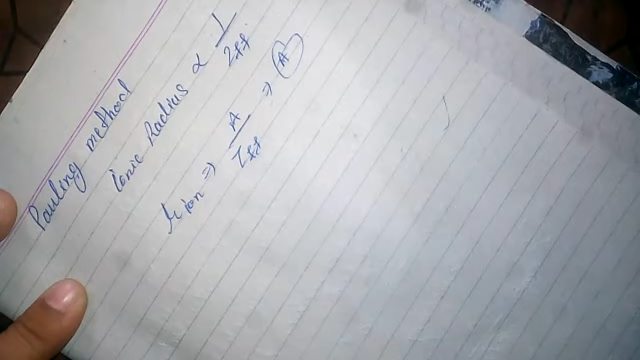 Pauling method
ionic Radius ∝ 1/Zeff
r ion ⇒ A/Zeff ⇒ A